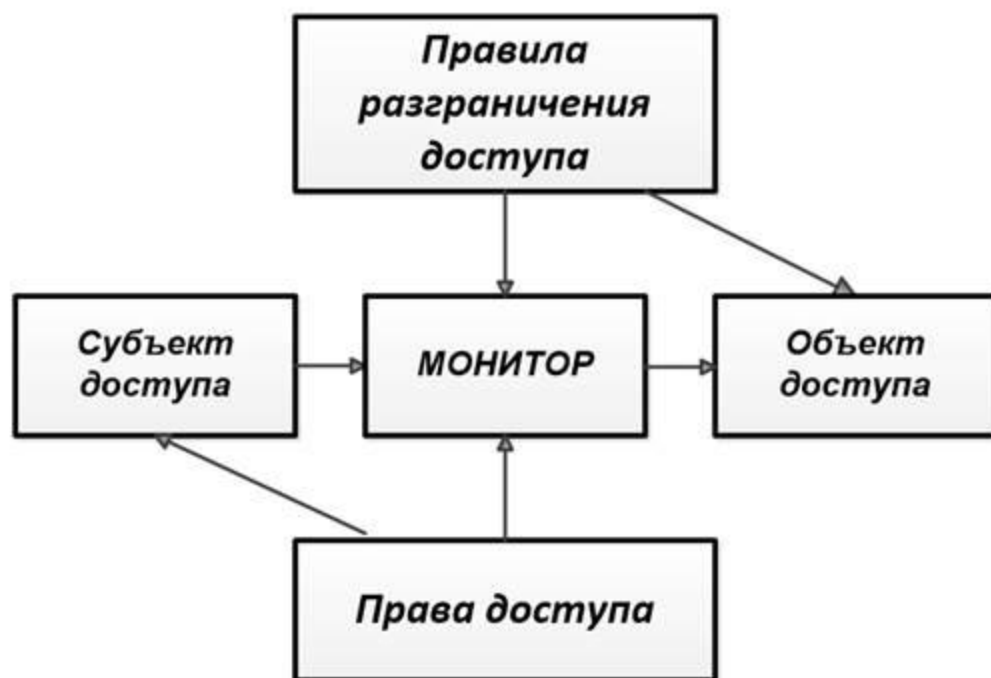 Правила
разграничения
доступа
Субъект
доступа
МОНИТОР
Объект
доступа
Права доступа